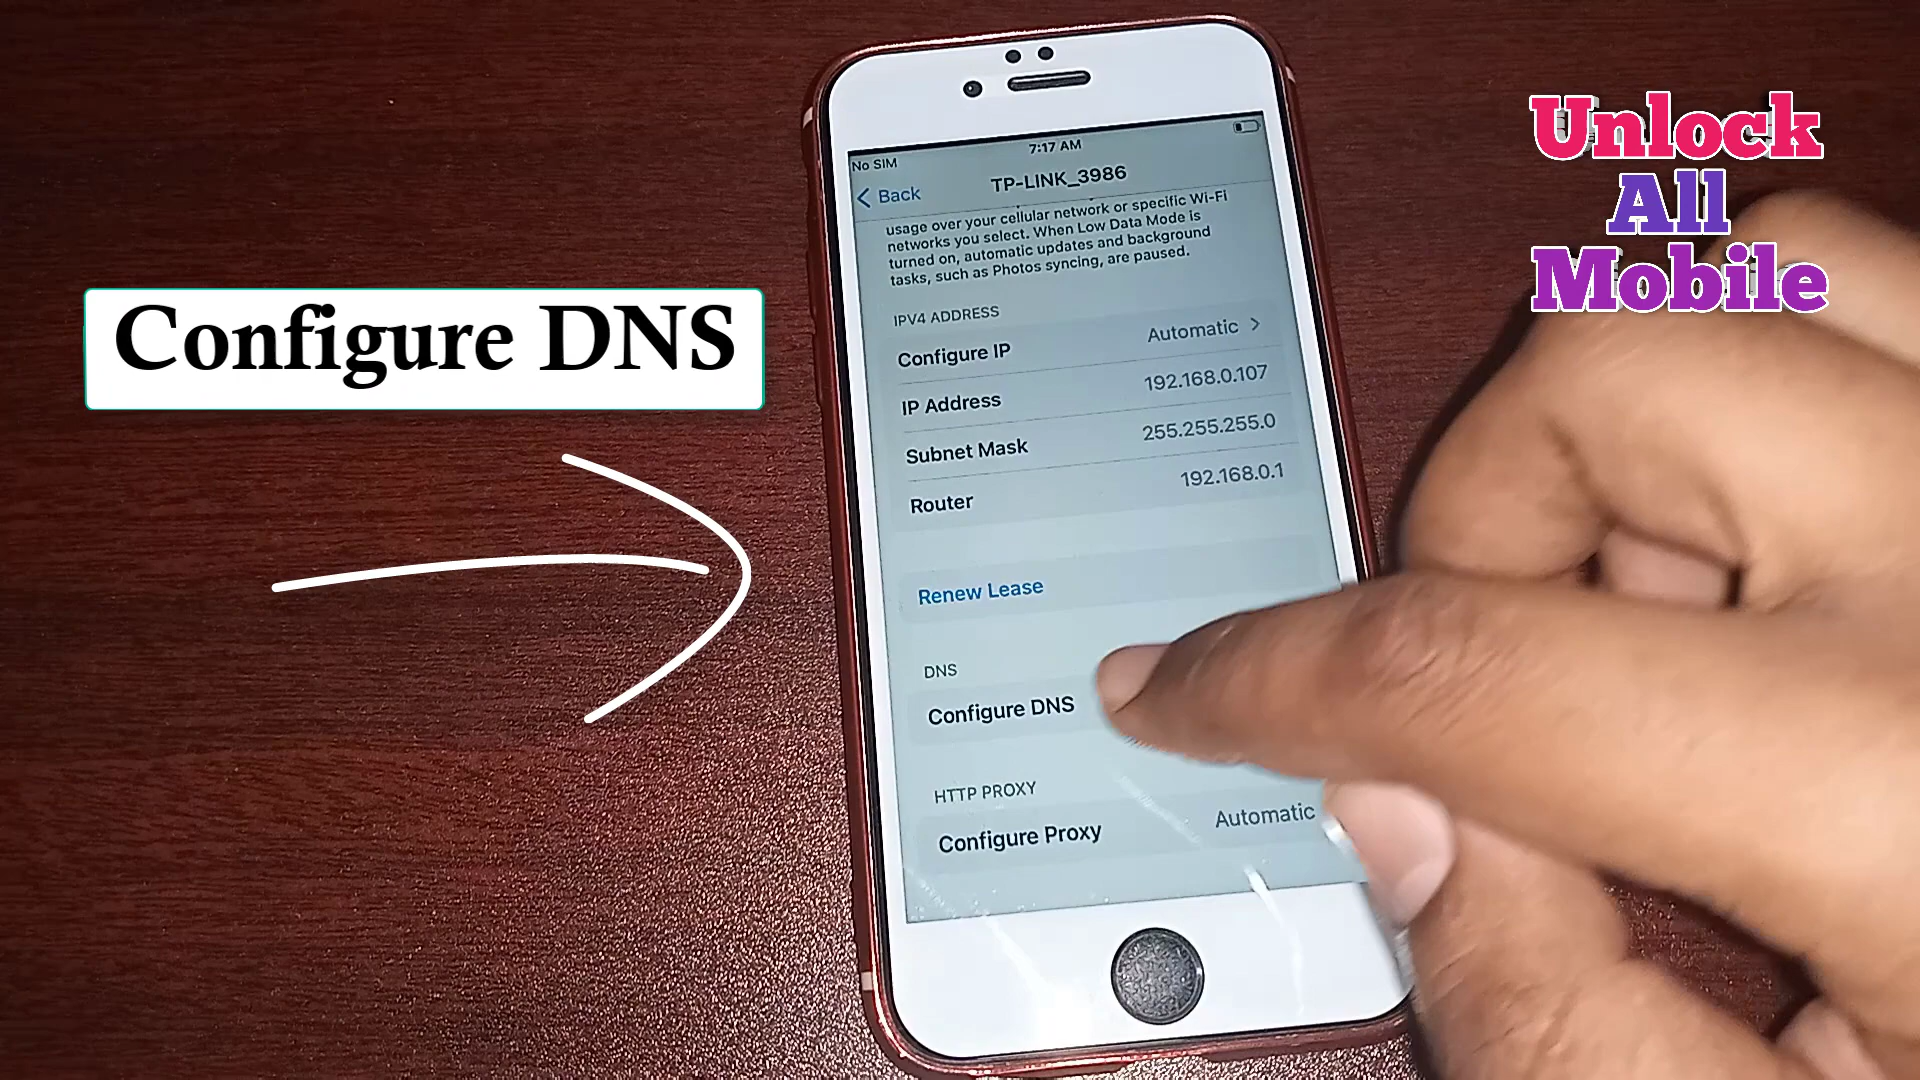 Configure DNS
Unlock
All
Mobile
No SIM
7:17 AM
Back
TP-LINK_3986
usage over your cellular network or specific Wi-Fi
networks you select. When Low Data Mode is
turned on, automatic updates and background
tasks, such as Photos syncing, are paused.
IPV4 ADDRESS
Configure IP Automatic
IP Address 192.168.0.107
Subnet Mask 255.255.255.0
Router 192.168.0.1
Renew Lease
DNS
Configure DNS
HTTP PROXY
Configure Proxy Automatic